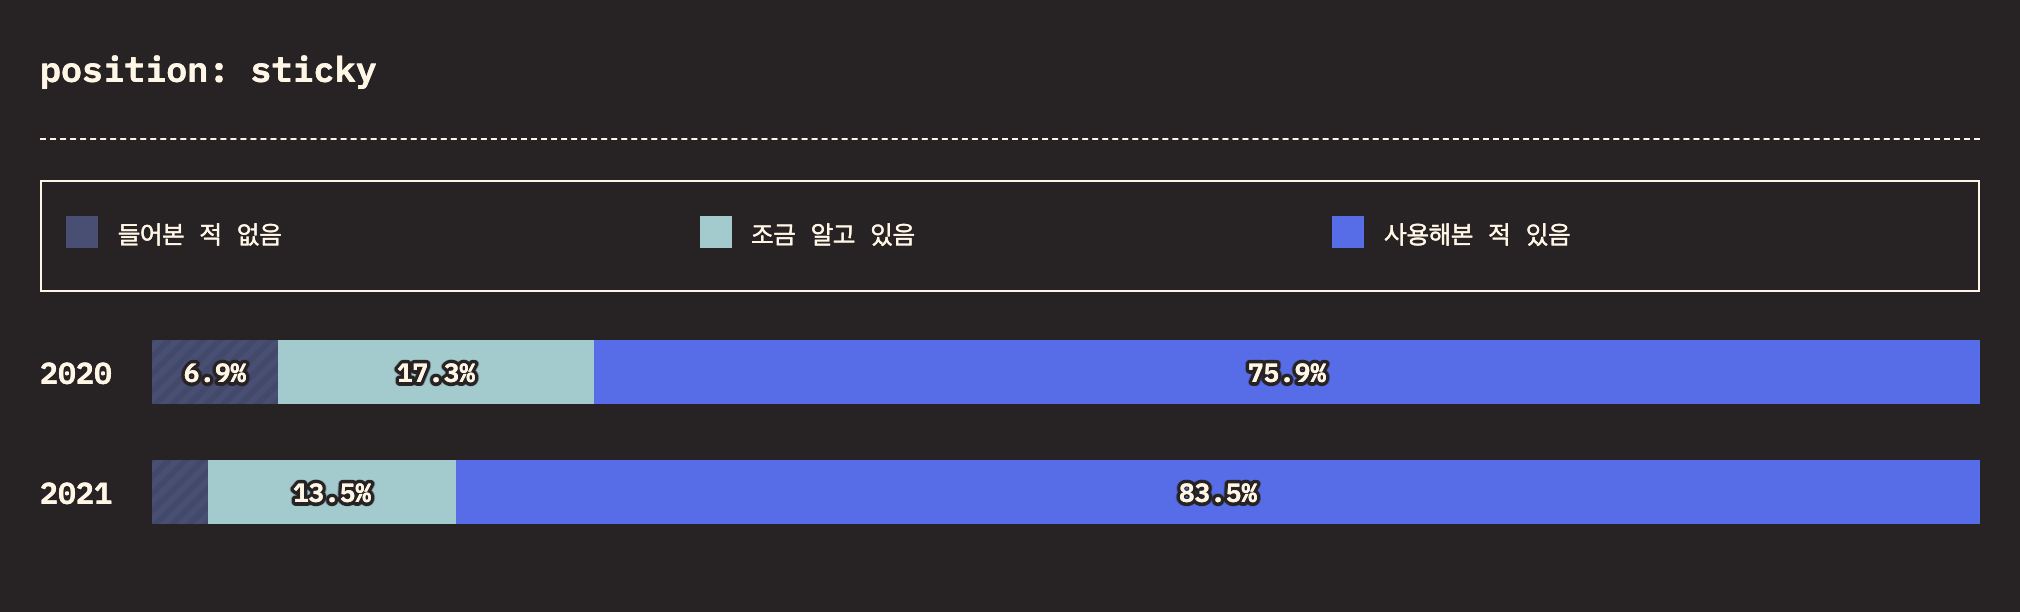 position: sticky
들어본 적 없음 조금 알고 있음 사용해본 적 있음
2020 6.9% 17.3% 75.9%
2021 13.5% 83.5%